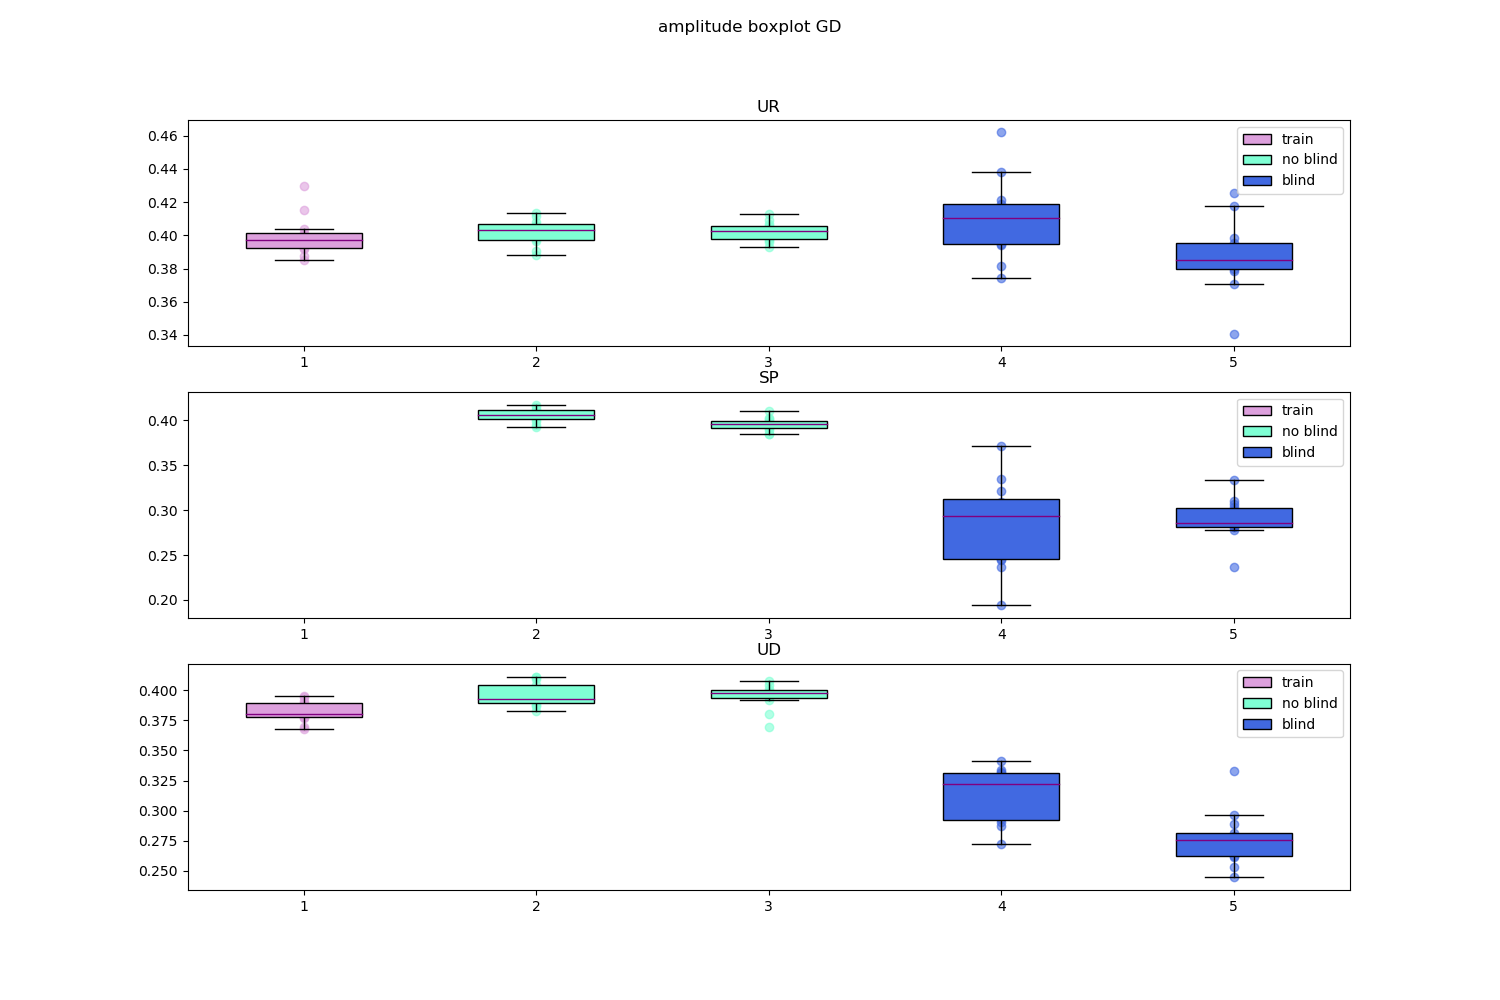 amplitude boxplot GD
UR
0.46
0.44
0.42
0.40
0.38
0.36
0.34
train
no blind
blind
1 2 3 4 5
SP
0.40
0.35
0.30
0.25
0.20
train
no blind
blind
1 2 3 4 5
UD
0.400
0.375
0.350
0.325
0.300
0.275
0.250
train
no blind
blind
1 2 3 4 5